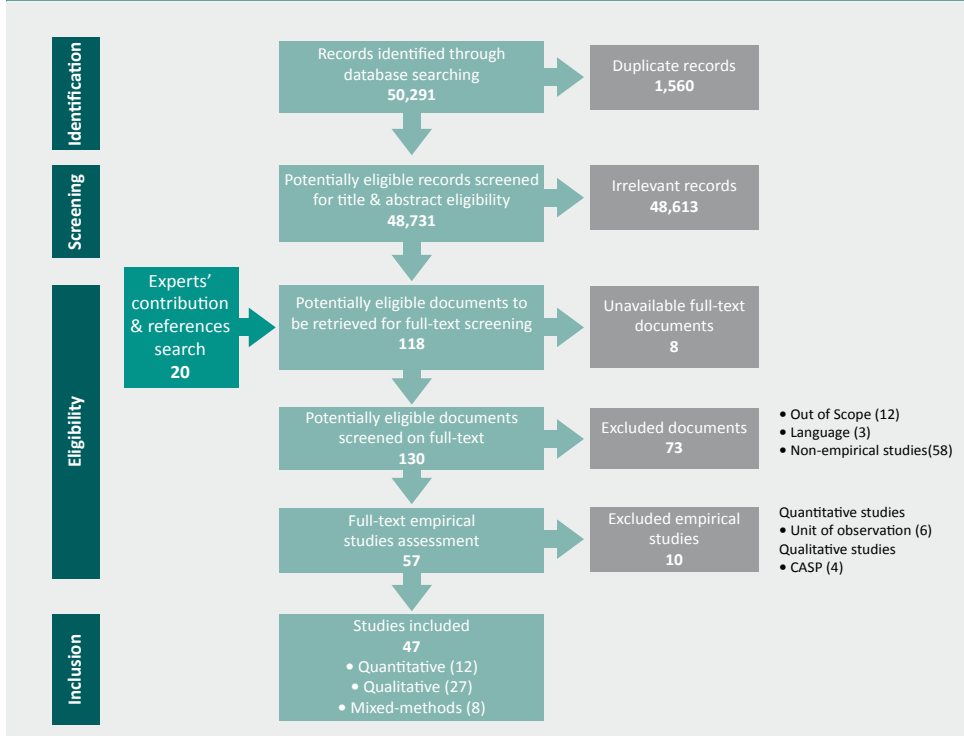 Identification
Records identified through
database searching
50,291
Duplicate records
1,560
Screening
Potentially eligible records screened
for title & abstract eligibility
48,731
Irrelevant records
48,613
Eligibility
Experts'
contribution
& references
search
20
Potentially eligible documents to
be retrieved for full-text screening
118
Unavailable full-text
documents
8
Potentially eligible documents
screened on full-text
130
Excluded documents
73
• Out of Scope (12)
• Language (3)
• Non-empirical studies(58)
Full-text empirical
studies assessment
57
Excluded empirical
studies
10
Quantitative studies
• Unit of observation (6)
Qualitative studies
• CASP (4)
Inclusion
Studies included
47
• Quantitative (12)
• Qualitative (27)
• Mixed-methods (8)